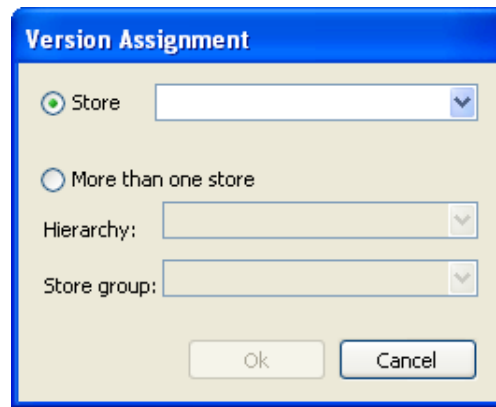 Version Assignment
Store
More than one store
Hierarchy:
Store group:
Ok Cancel